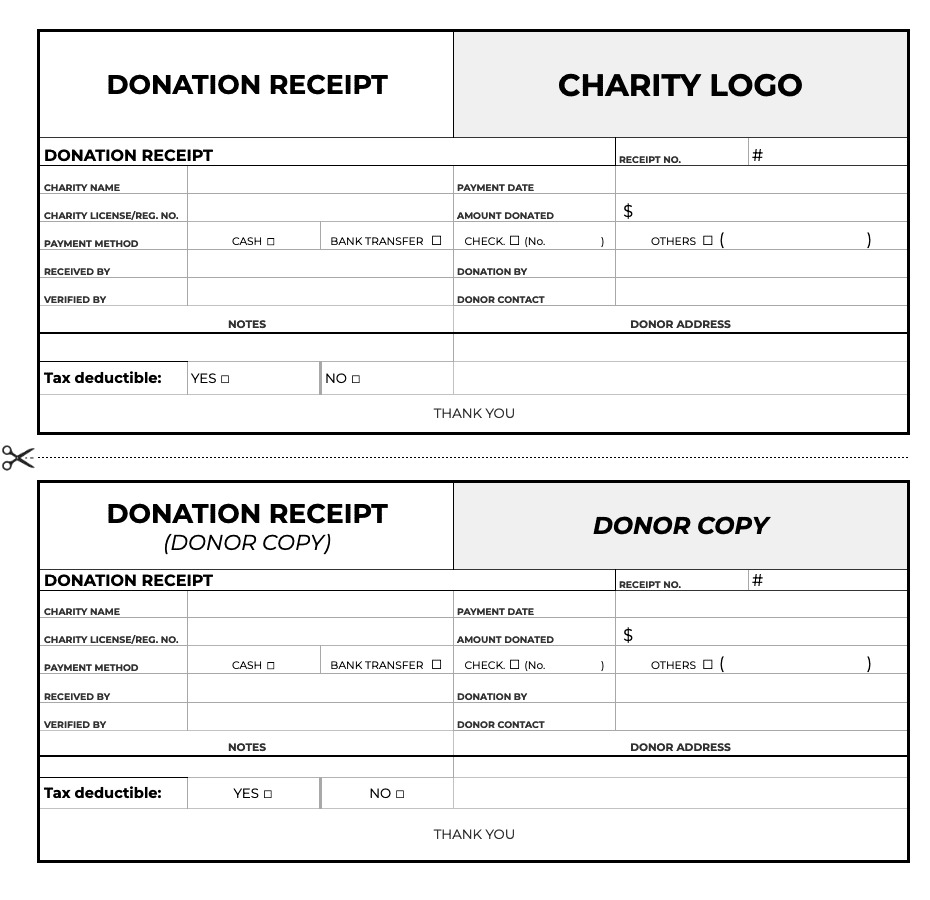 DONATION RECEIPT
CHARITY LOGO
DONATION RECEIPT RECEIPT NO. #
CHARITY NAME PAYMENT DATE
CHARITY LICENSE/REG. NO. AMOUNT DONATED $
PAYMENT METHOD CASH □ BANK TRANSFER □ CHECK. □ (No. ) OTHERS □ ( )
RECEIVED BY DONATION BY
VERIFIED BY DONOR CONTACT
NOTES DONOR ADDRESS
Tax deductible: YES □ NO □
THANK YOU
DONATION RECEIPT
(DONOR COPY)
DONOR COPY
DONATION RECEIPT RECEIPT NO. #
CHARITY NAME PAYMENT DATE
CHARITY LICENSE/REG. NO. AMOUNT DONATED $
PAYMENT METHOD CASH □ BANK TRANSFER □ CHECK. □ (No. ) OTHERS □ ( )
RECEIVED BY DONATION BY
VERIFIED BY DONOR CONTACT
NOTES DONOR ADDRESS
Tax deductible: YES □ NO □
THANK YOU